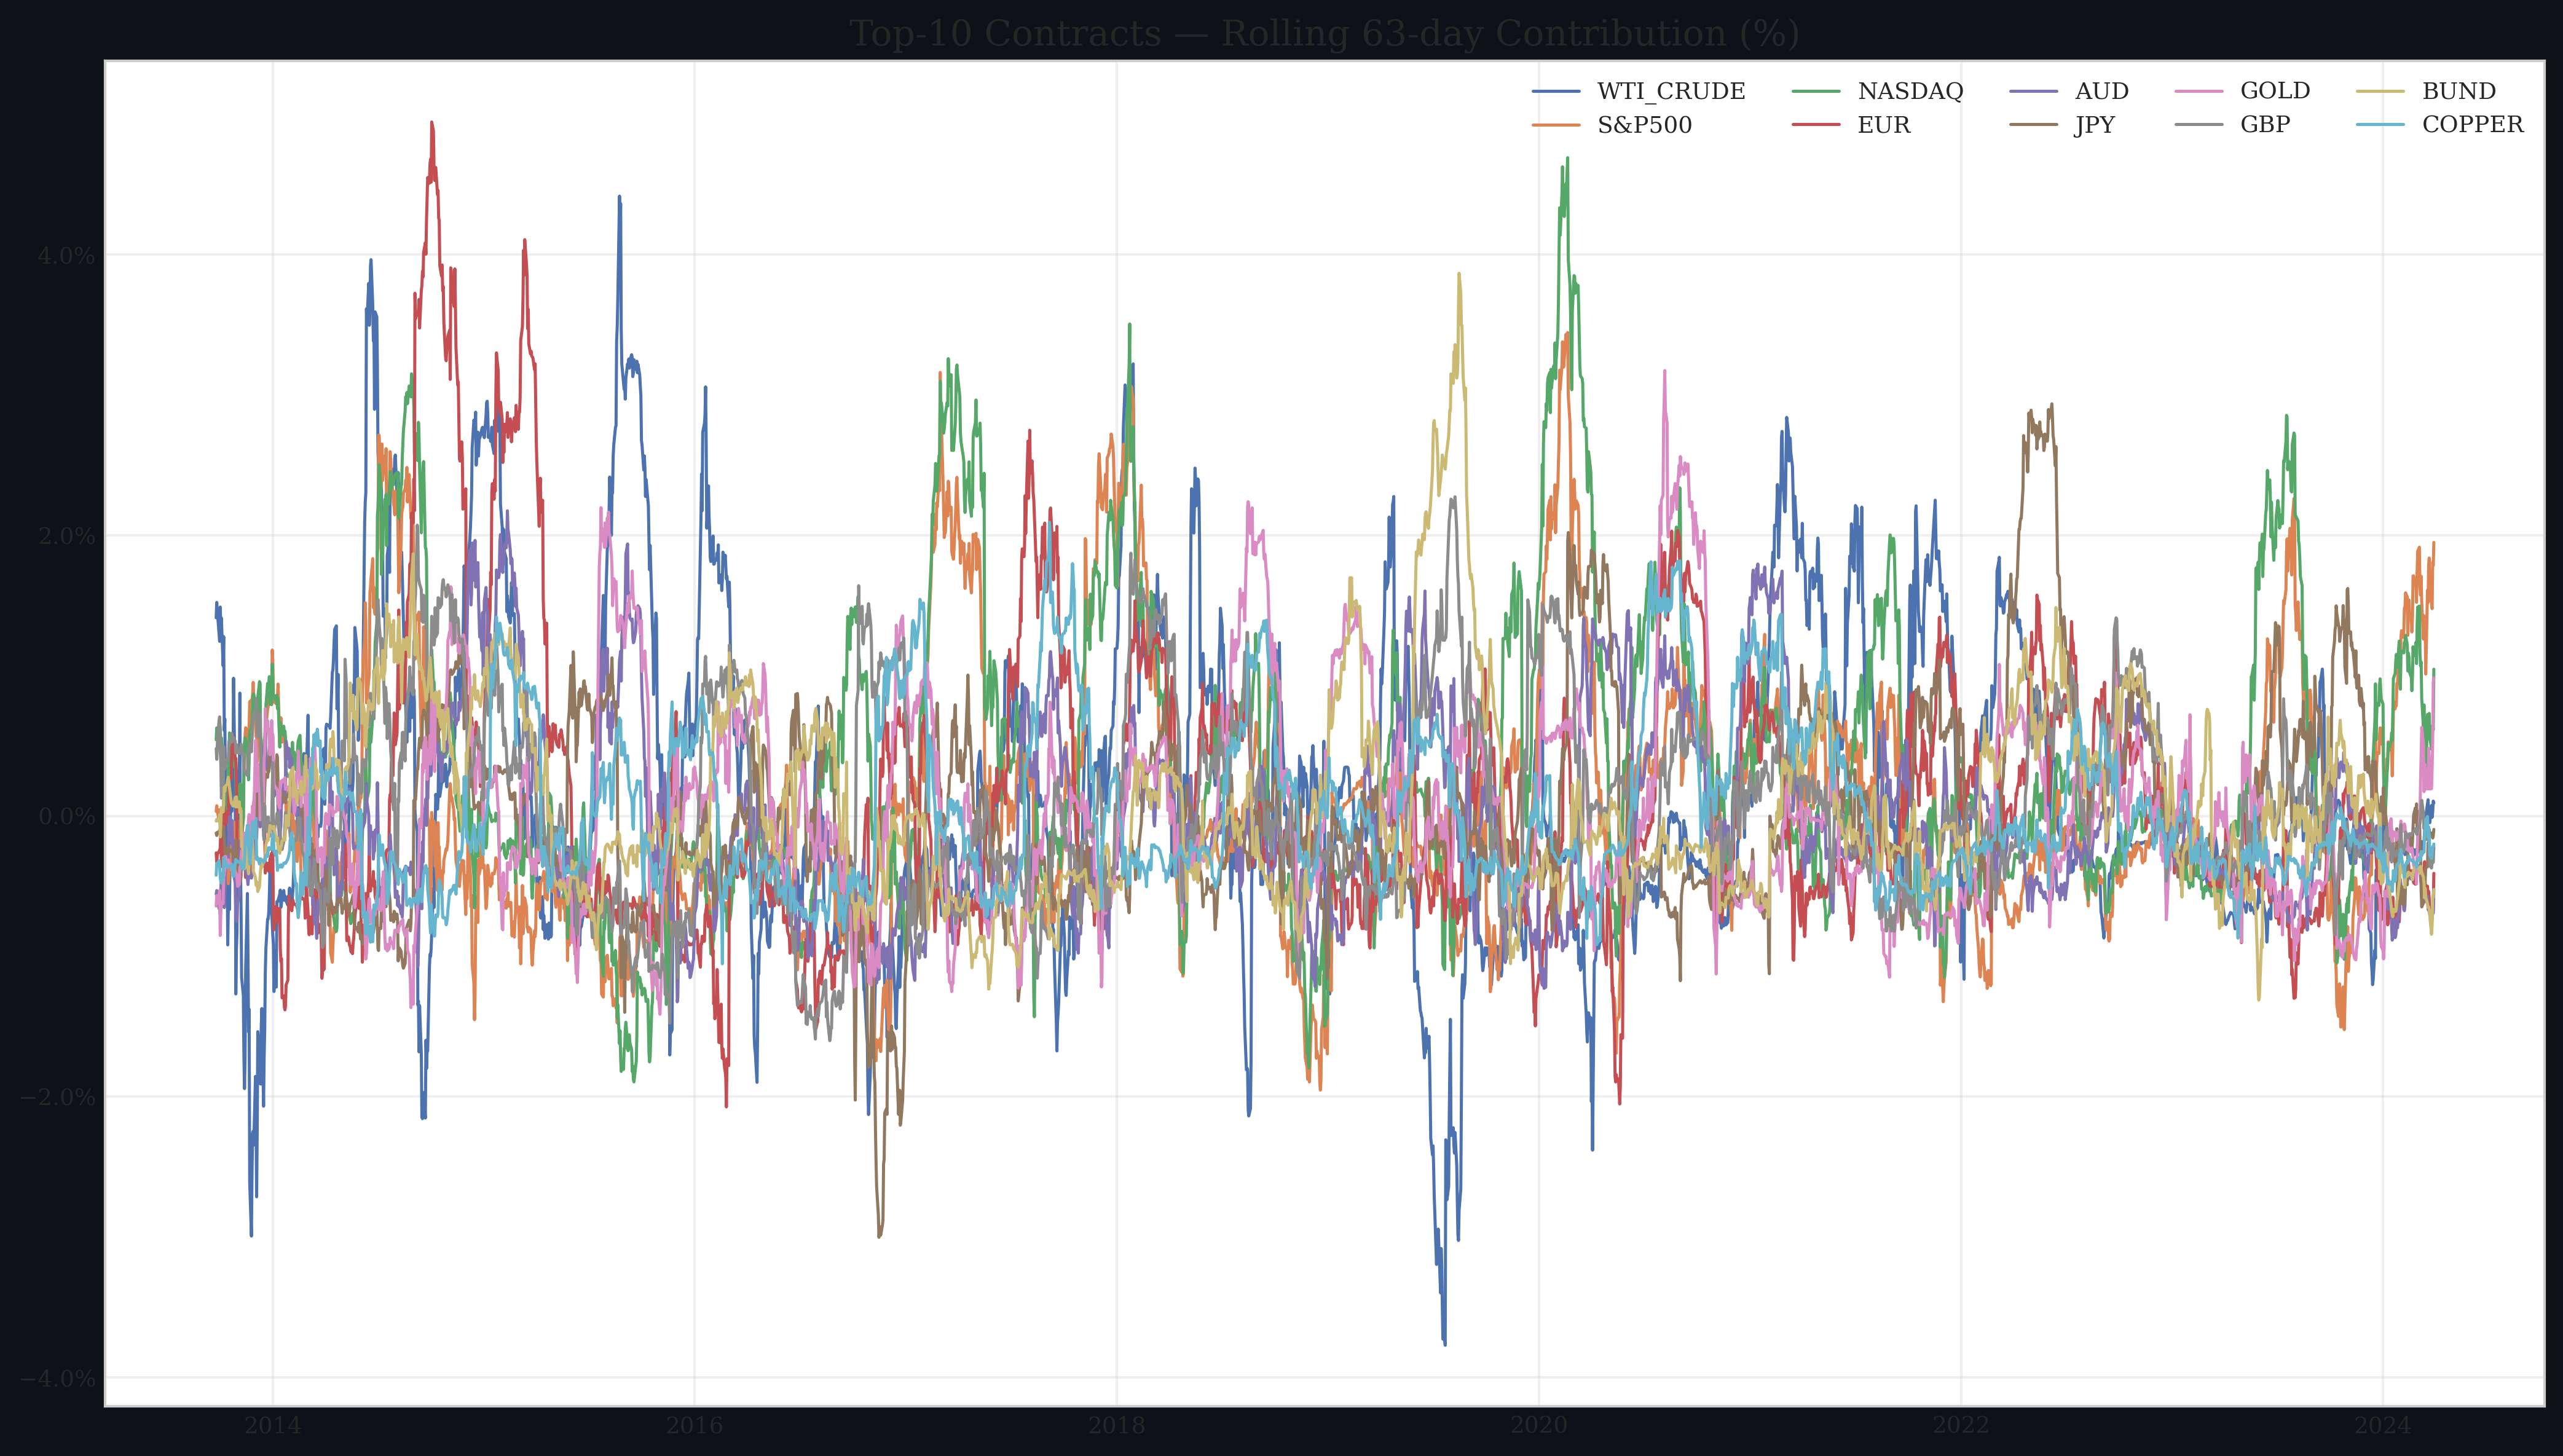 Top-10 Contracts — Rolling 63-day Contribution (%)
WTI_CRUDE NASDAQ AUD GOLD BUND
S&P500 EUR JPY GBP COPPER
4.0%
2.0%
0.0%
−2.0%
−4.0%
2014 2016 2018 2020 2022 2024